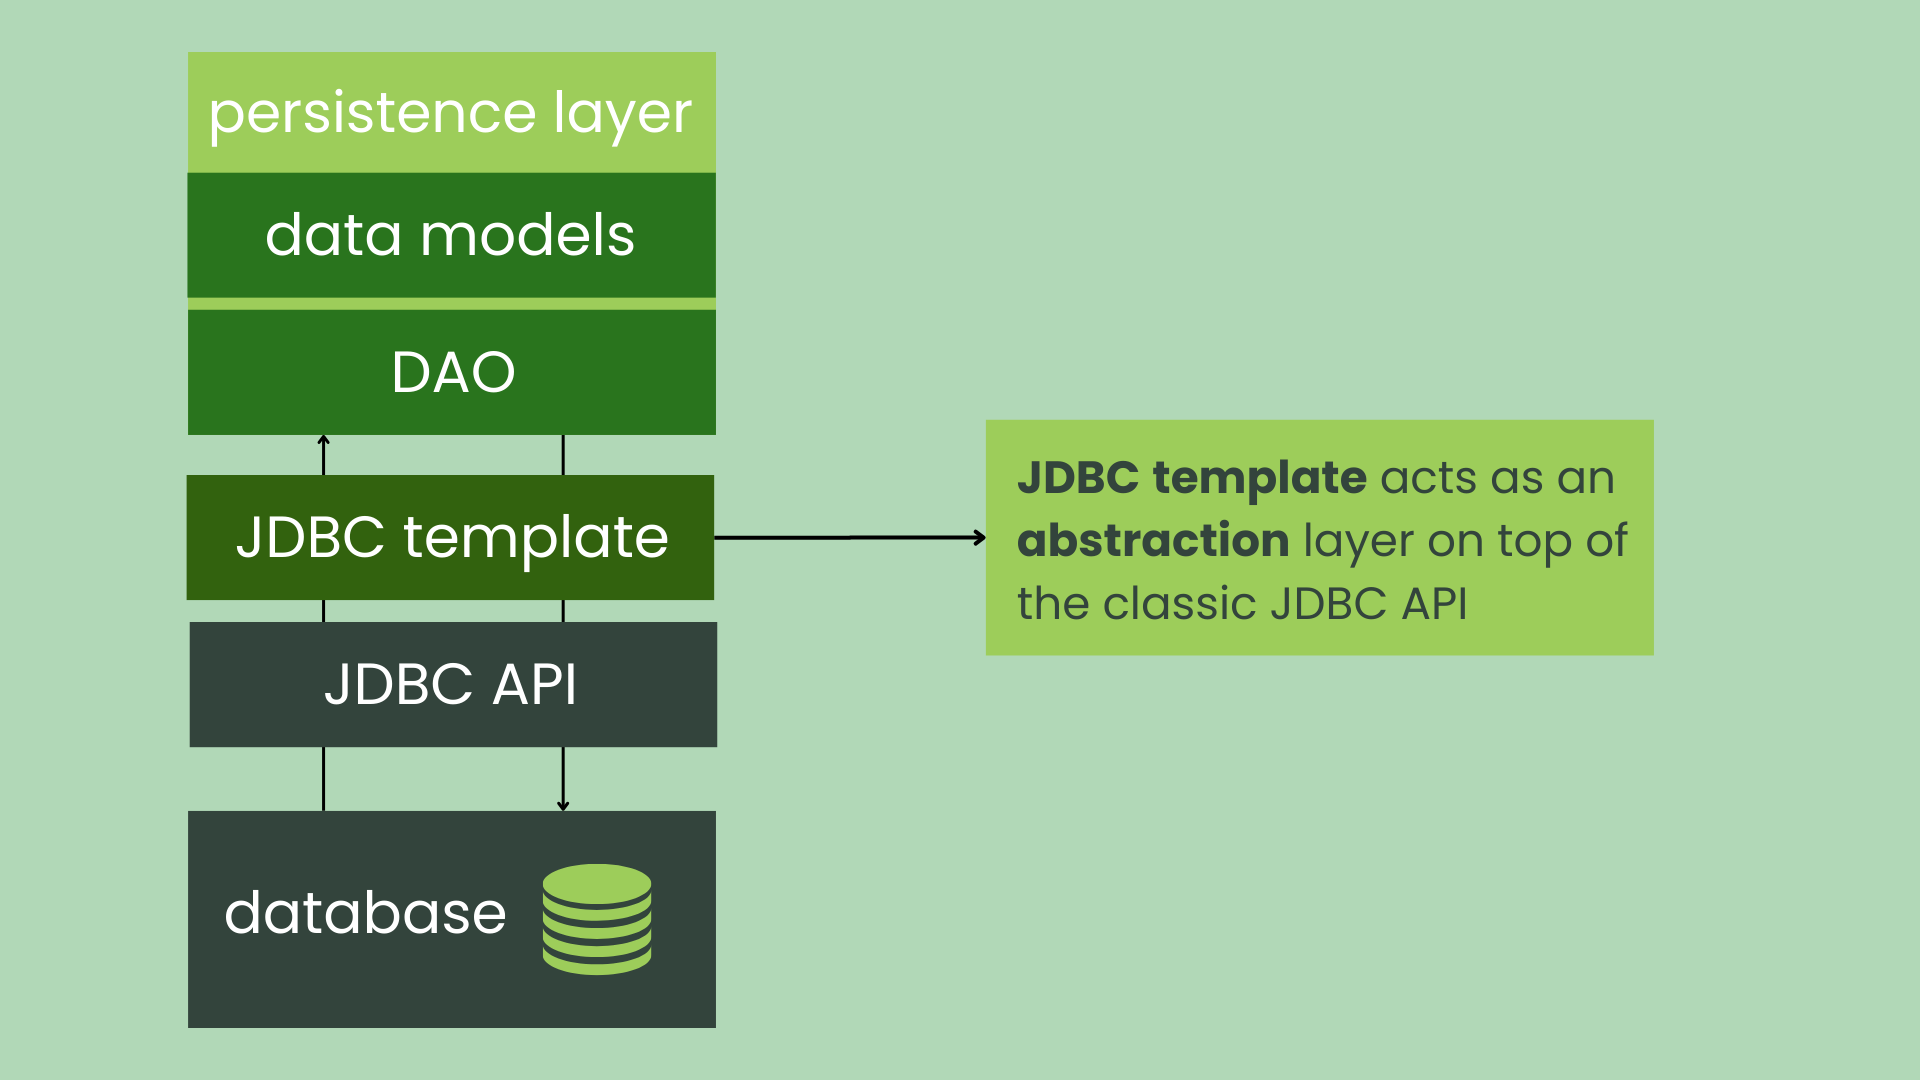 persistence layer
data models
DAO
JDBC template
JDBC template acts as an
abstraction layer on top of
the classic JDBC API
JDBC API
database